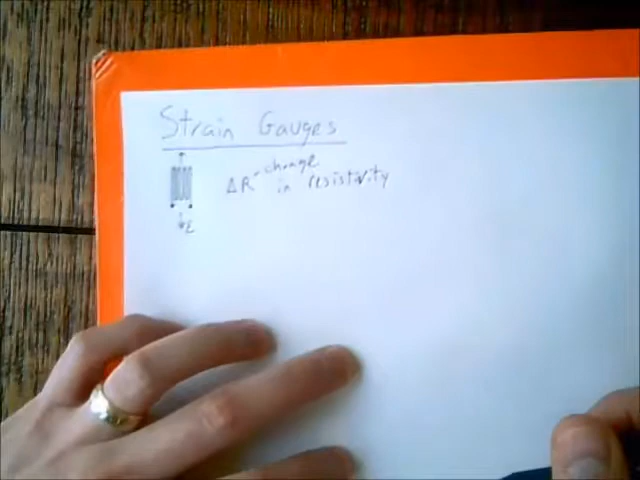 Strain Gauges
ΔR - change
in resistivity
ε